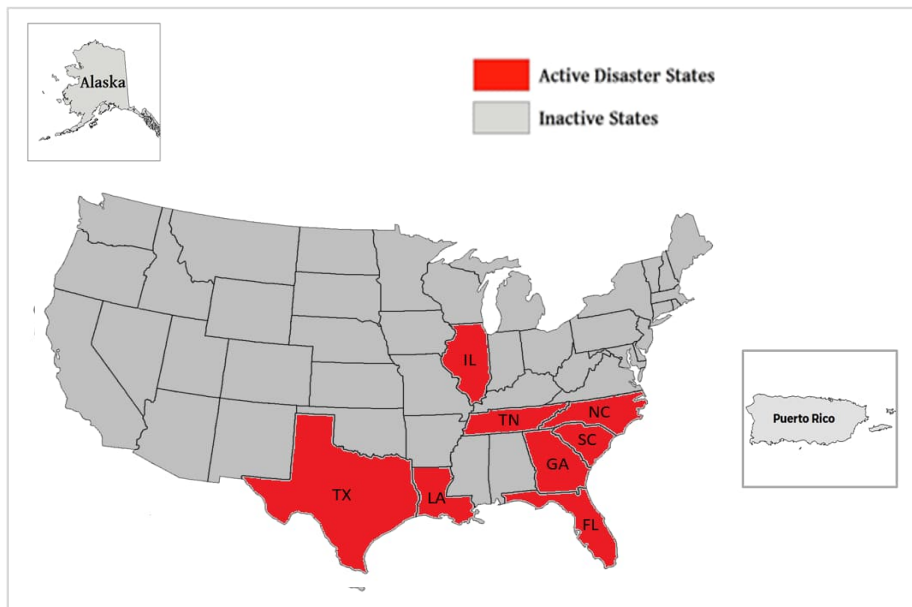 Alaska
Active Disaster States
Inactive States
IL
TN
NC
SC
GA
TX
LA
FL
Puerto Rico